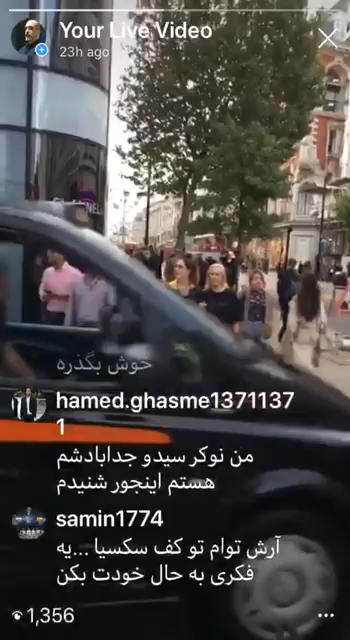 Your Live Video
23h ago
خوش بگذره
hamed.ghasme1371137
1
من نوکر سیدو جدابادشم
هستم اینجور شنیدم
samin1774
آرش توام تو کف سکسیا...یه
فکری به حال خودت بکن
1,356